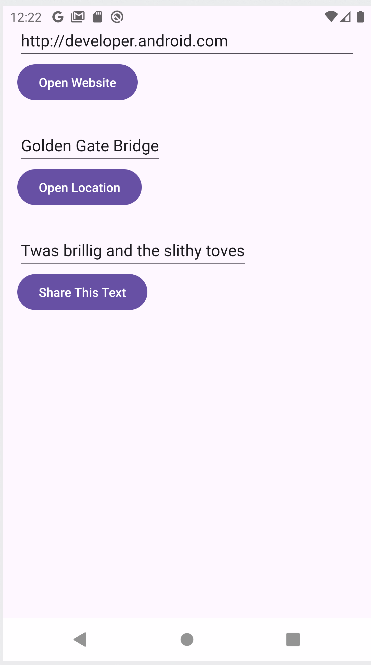 12:22
http://developer.android.com
Open Website
Golden Gate Bridge
Open Location
Twas brillig and the slithy toves
Share This Text